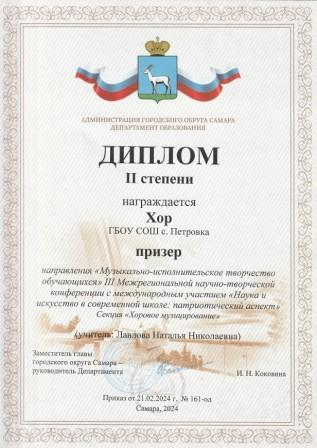 АДМИНИСТРАЦИЯ ГОРОДСКОГО ОКРУГА САМАРА
ДЕПАРТАМЕНТ ОБРАЗОВАНИЯ
ДИПЛОМ
II степени
награждается
Хор
ГБОУ СОШ с. Петровка
призер
направления «Музыкально-исполнительское творчество
обучающихся» III Межрегиональной научно-творческой
конференции с международным участием «Наука и
искусство в современной школе: патриотический аспект»
Секция «Хоровое музицирование»
(учитель: Лавлова Наталья Николаевна)
Заместитель главы
городского округа Самара –
руководитель Департамента
И. Н. Коковина
Приказ от 21.02.2024 г. № 161-од
Самара, 2024